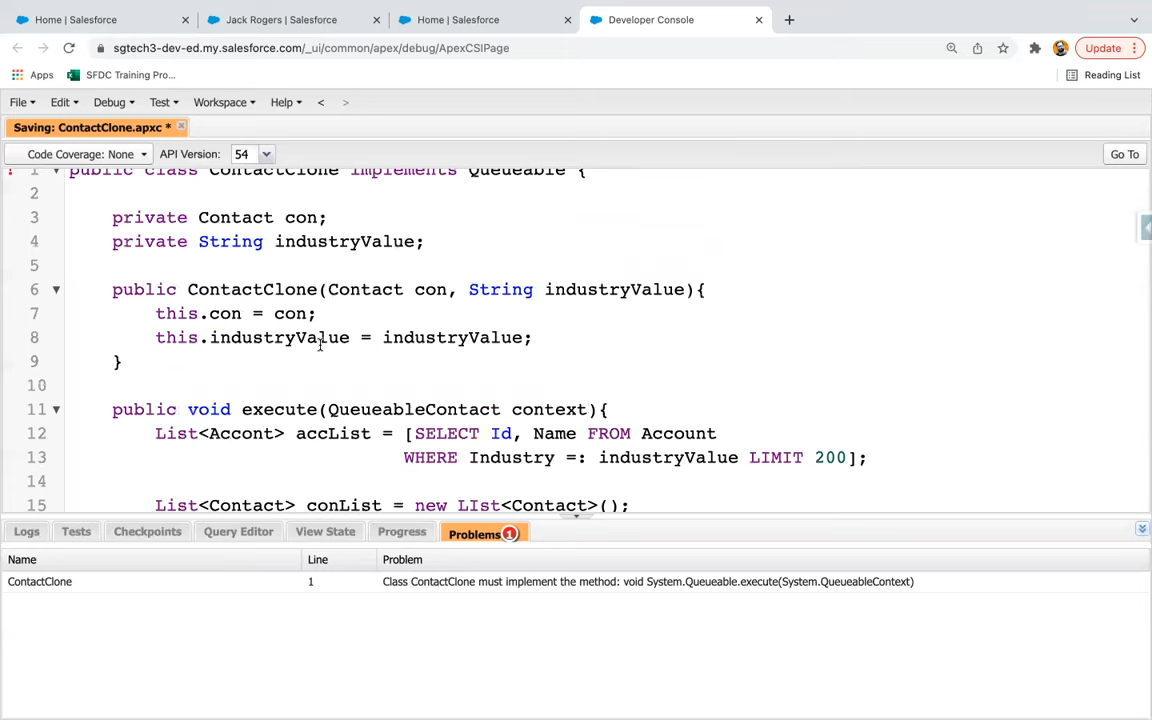 Home | Salesforce
Jack Rogers | Salesforce
Home | Salesforce
Developer Console
sgtech3-dev-ed.my.salesforce.com/_ui/common/apex/debug/ApexCSIPage
Update
Apps
SFDC Training Pro...
Reading List
File
Edit
Debug
Test
Workspace
Help
<
>
Saving: ContactClone.apxc *
Code Coverage: None
API Version:
54
Go To
1 public class ContactClone implements Queueable {
2
3 private Contact con;
4 private String industryValue;
5
6 public ContactClone(Contact con, String industryValue){
7 this.con = con;
8 this.industryValue = industryValue;
9 }
10
11 public void execute(QueueableContact context){
12 List<Accont> accList = [SELECT Id, Name FROM Account
13 WHERE Industry =: industryValue LIMIT 200];
14
15 List<Contact> conList = new LIst<Contact>();
Logs
Tests
Checkpoints
Query Editor
View State
Progress
Problems 1
Name
Line
Problem
ContactClone
1
Class ContactClone must implement the method: void System.Queueable.execute(System.QueueableContext)